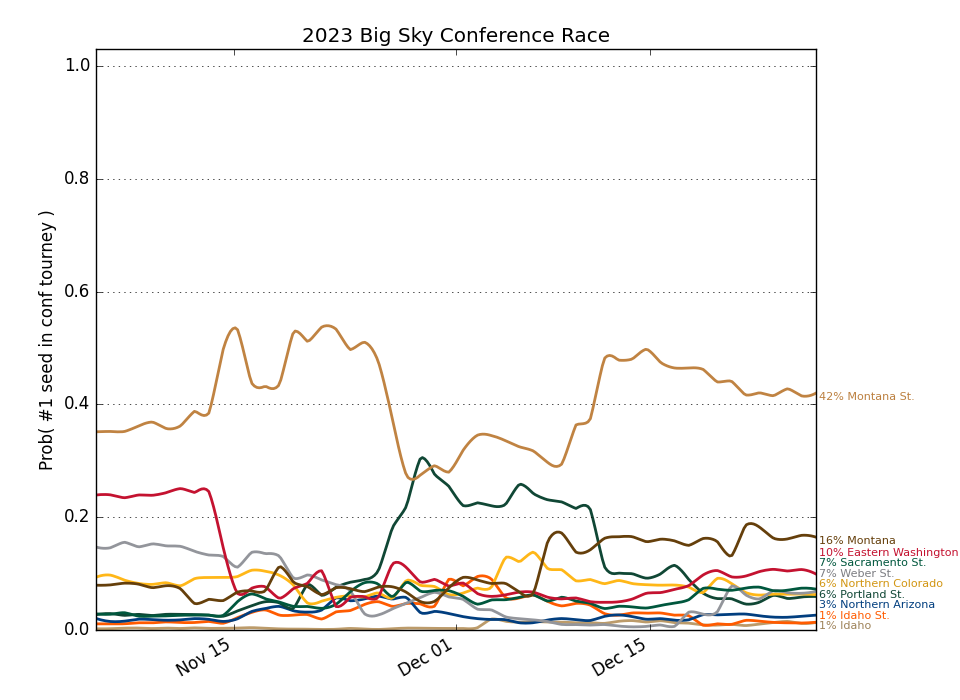 2023 Big Sky Conference Race
Prob( #1 seed in conf tourney )
1.0
0.8
0.6
0.4
0.2
0.0
Nov 15
Dec 01
Dec 15
42% Montana St.
16% Montana
10% Eastern Washington
7% Sacramento St.
7% Weber St.
6% Northern Colorado
6% Portland St.
3% Northern Arizona
1% Idaho St.
1% Idaho